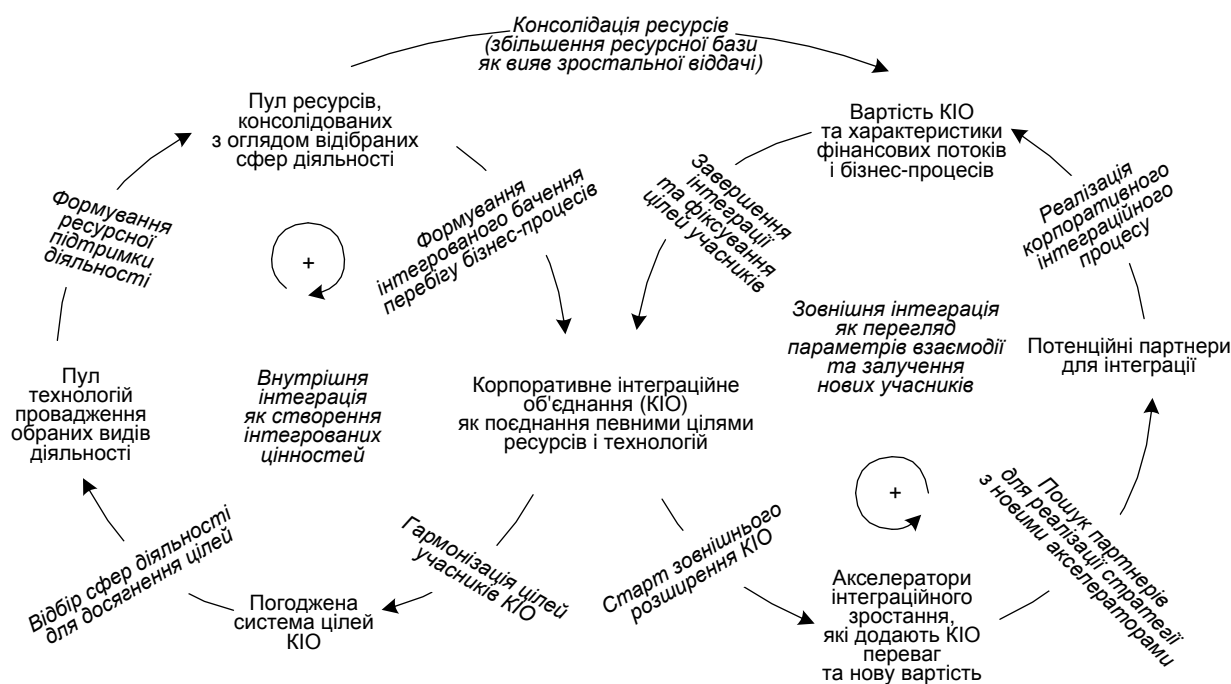 Консолідація ресурсів
(збільшення ресурсної бази
як вияв зростальної віддачі)
Пул ресурсів,
консолідованих
з оглядом відібраних
сфер діяльності
Вартість КІО
та характеристики
фінансових потоків
і бізнес-процесів
Формування
ресурсної
підтримки
діяльності
+
Формування
інтегрованого бачення
перебігу бізнес-процесів
Завершення
інтеграції
та фіксування
цілей учасників
Реалізація
корпоративного
інтеграційного
процесу
Пул
технологій
провадження
обраних видів
діяльності
Внутрішня
інтеграція
як створення
інтегрованих
цінностей
Корпоративне інтеграційне
об'єднання (КІО)
як поєднання певними цілями
ресурсів і технологій
Зовнішня інтеграція
як перегляд
параметрів взаємодії
та залучення
нових учасників
Потенційні партнери
для інтеграції
+
Відбір сфер діяльності
для досягнення цілей
Погоджена
система цілей
КІО
Гармонізація цілей
учасників КІО
Старт зовнішнього
розширення КІО
Акселератори
інтеграційного
зростання,
які додають КІО
переваг
та нову вартість
Пошук партнерів
для реалізації стратегії
з новими акселераторами